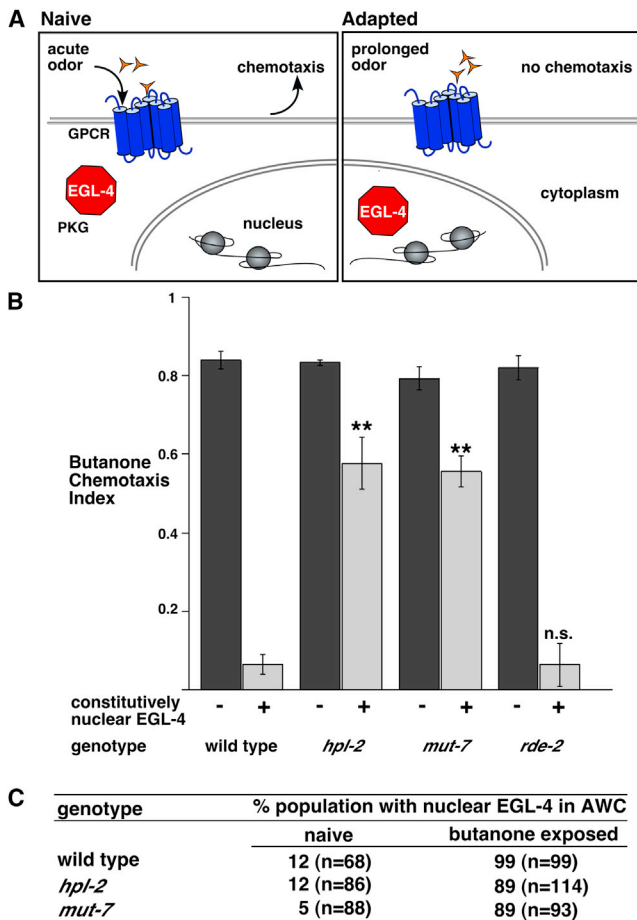 A Naive Adapted
acute odor
chemotaxis
GPCR
EGL-4
PKG
nucleus
prolonged odor
no chemotaxis
cytoplasm
EGL-4
B
1
0.8
0.6
0.4
0.2
Butanone
Chemotaxis
Index
** ** n.s.
constitutively
nuclear EGL-4 - + - + - + - +
genotype wild type hpl-2 mut-7 rde-2
C
genotype % population with nuclear EGL-4 in AWC
naive butanone exposed
wild type 12 (n=68) 99 (n=99)
hpl-2 12 (n=86) 89 (n=114)
mut-7 5 (n=88) 89 (n=93)